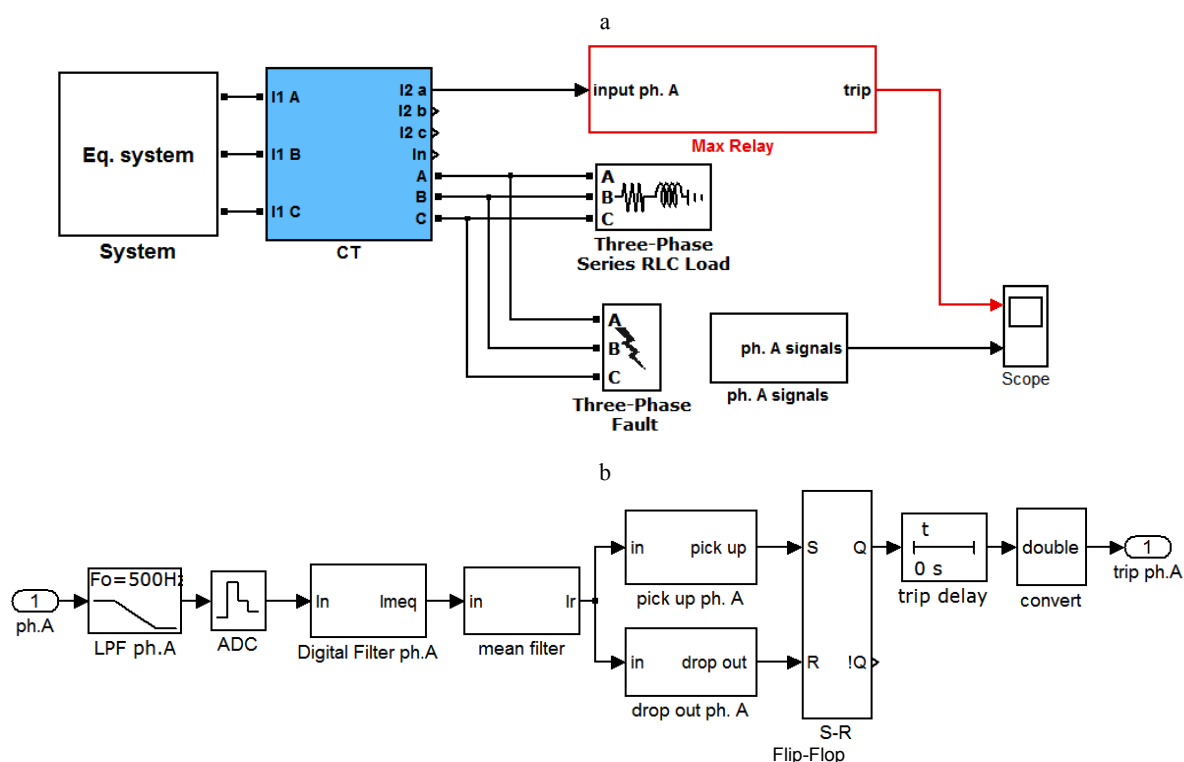 a
Eq. system
System
I1 A
I1 B
I1 C
I2 a
I2 b
I2 c
In
A
B
C
CT
input ph. A
trip
Max Relay
A
B
C
Three-Phase
Series RLC Load
A
B
C
Three-Phase
Fault
ph. A signals
ph. A signals
Scope
b
1
ph.A
Fo=500Hz
LPF ph.A
ADC
In
Imeq
Digital Filter ph.A
in
Ir
mean filter
in
pick up
pick up ph. A
in
drop out
drop out ph. A
S
Q
R
!Q
S-R
Flip-Flop
t
0 s
trip delay
double
convert
1
trip ph.A